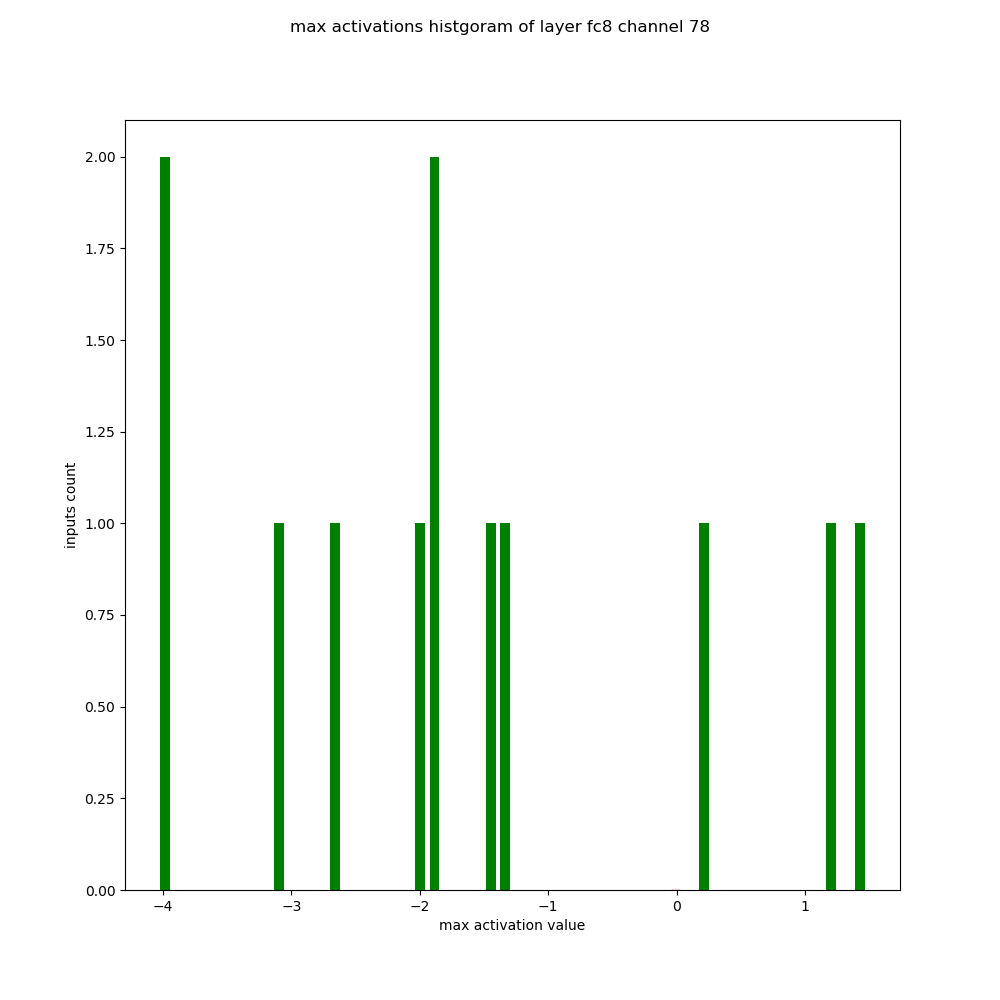 max activations histgoram of layer fc8 channel 78
2.00
1.75
1.50
1.25
1.00
0.75
0.50
0.25
0.00
inputs count
−4 −3 −2 −1 0 1
max activation value